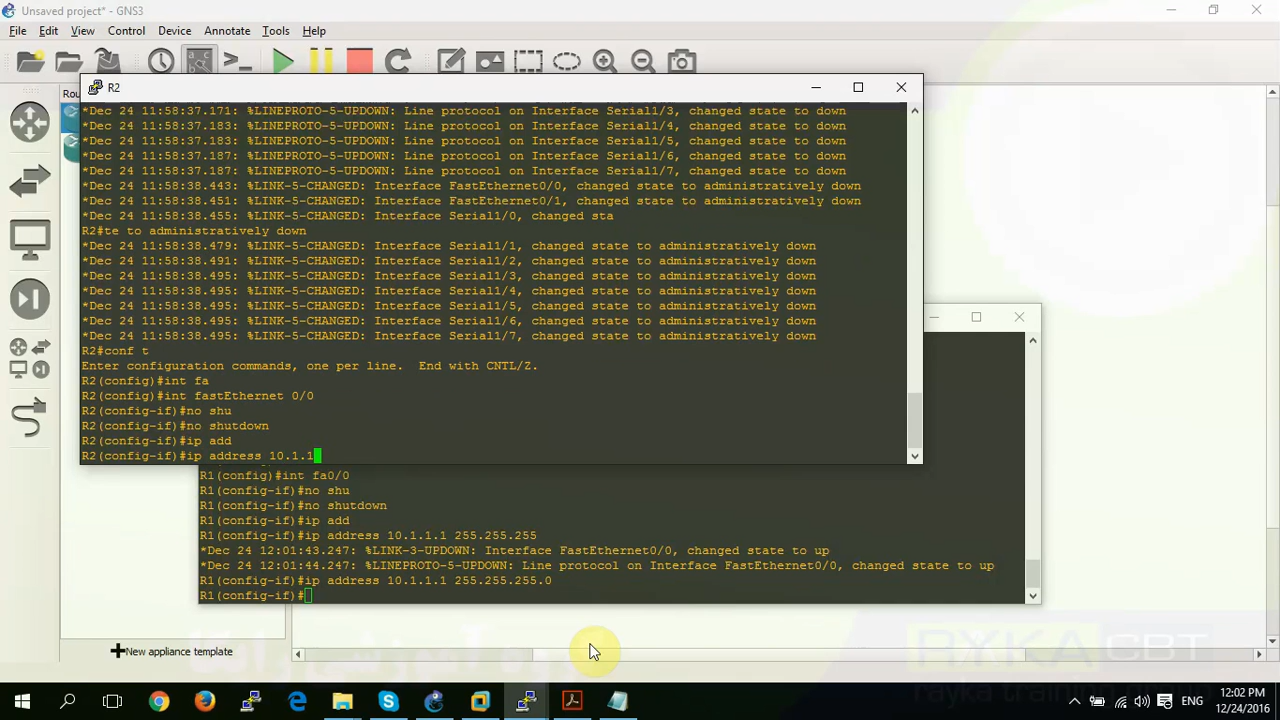 Unsaved project* - GNS3
File Edit View Control Device Annotate Tools Help
R2
Rou
*Dec 24 11:58:37.171: %LINEPROTO-5-UPDOWN: Line protocol on Interface Serial1/3, changed state to down
*Dec 24 11:58:37.183: %LINEPROTO-5-UPDOWN: Line protocol on Interface Serial1/4, changed state to down
*Dec 24 11:58:37.183: %LINEPROTO-5-UPDOWN: Line protocol on Interface Serial1/5, changed state to down
*Dec 24 11:58:37.187: %LINEPROTO-5-UPDOWN: Line protocol on Interface Serial1/6, changed state to down
*Dec 24 11:58:37.187: %LINEPROTO-5-UPDOWN: Line protocol on Interface Serial1/7, changed state to down
*Dec 24 11:58:38.443: %LINK-5-CHANGED: Interface FastEthernet0/0, changed state to administratively down
*Dec 24 11:58:38.451: %LINK-5-CHANGED: Interface FastEthernet0/1, changed state to administratively down
*Dec 24 11:58:38.455: %LINK-5-CHANGED: Interface Serial1/0, changed sta
R2#te to administratively down
*Dec 24 11:58:38.479: %LINK-5-CHANGED: Interface Serial1/1, changed state to administratively down
*Dec 24 11:58:38.491: %LINK-5-CHANGED: Interface Serial1/2, changed state to administratively down
*Dec 24 11:58:38.495: %LINK-5-CHANGED: Interface Serial1/3, changed state to administratively down
*Dec 24 11:58:38.495: %LINK-5-CHANGED: Interface Serial1/4, changed state to administratively down
*Dec 24 11:58:38.495: %LINK-5-CHANGED: Interface Serial1/5, changed state to administratively down
*Dec 24 11:58:38.495: %LINK-5-CHANGED: Interface Serial1/6, changed state to administratively down
*Dec 24 11:58:38.495: %LINK-5-CHANGED: Interface Serial1/7, changed state to administratively down
R2#conf t
Enter configuration commands, one per line. End with CNTL/Z.
R2(config)#int fa
R2(config)#int fastEthernet 0/0
R2(config-if)#no shu
R2(config-if)#no shutdown
R2(config-if)#ip add
R2(config-if)#ip address 10.1.1
R1(config)#int fa0/0
R1(config-if)#no shu
R1(config-if)#no shutdown
R1(config-if)#ip add
R1(config-if)#ip address 10.1.1.1 255.255.255
*Dec 24 12:01:43.247: %LINK-3-UPDOWN: Interface FastEthernet0/0, changed state to up
*Dec 24 12:01:44.247: %LINEPROTO-5-UPDOWN: Line protocol on Interface FastEthernet0/0, changed state to up
R1(config-if)#ip address 10.1.1.1 255.255.255.0
R1(config-if)#
New appliance template
RYKA CBT
rayka training
12:02 PM
12/24/2016